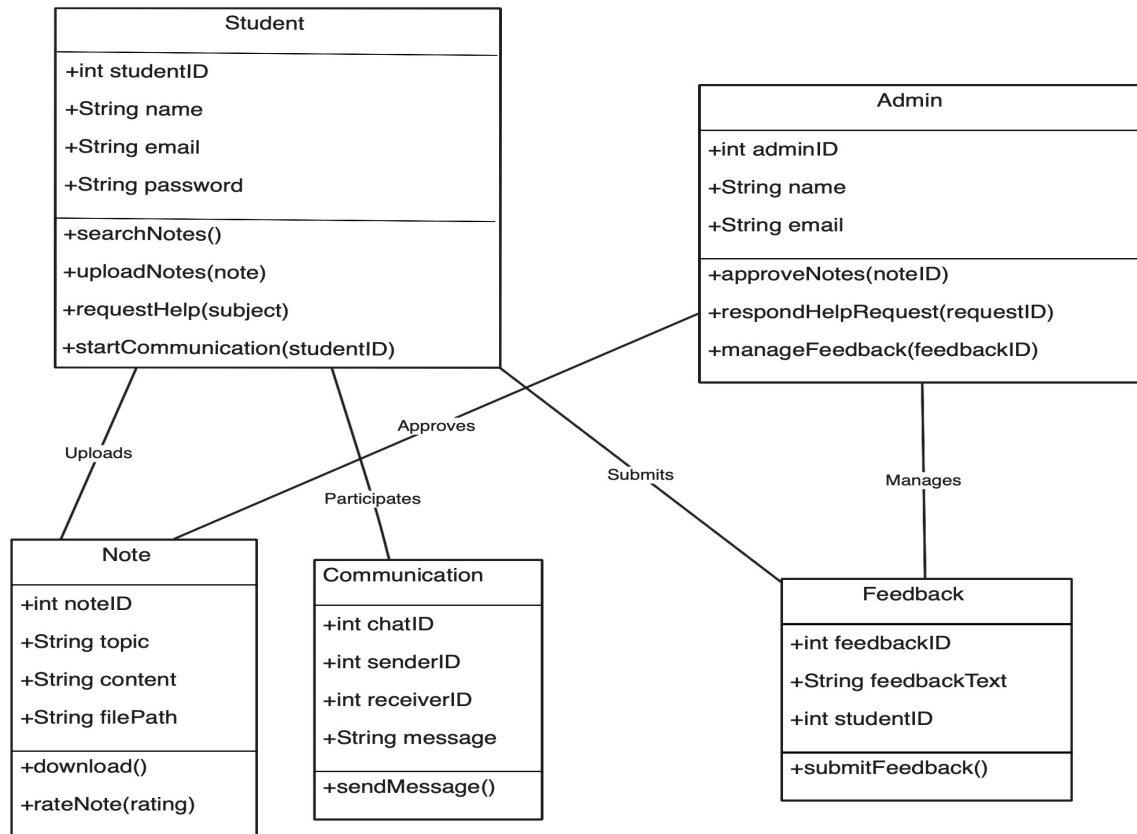 Student
+int studentID
+String name
+String email
+String password
+searchNotes()
+uploadNotes(note)
+requestHelp(subject)
+startCommunication(studentID)
Admin
+int adminID
+String name
+String email
+approveNotes(noteID)
+respondHelpRequest(requestID)
+manageFeedback(feedbackID)
Uploads
Approves
Participates
Submits
Manages
Note
+int noteID
+String topic
+String content
+String filePath
+download()
+rateNote(rating)
Communication
+int chatID
+int senderID
+int receiverID
+String message
+sendMessage()
Feedback
+int feedbackID
+String feedbackText
+int studentID
+submitFeedback()